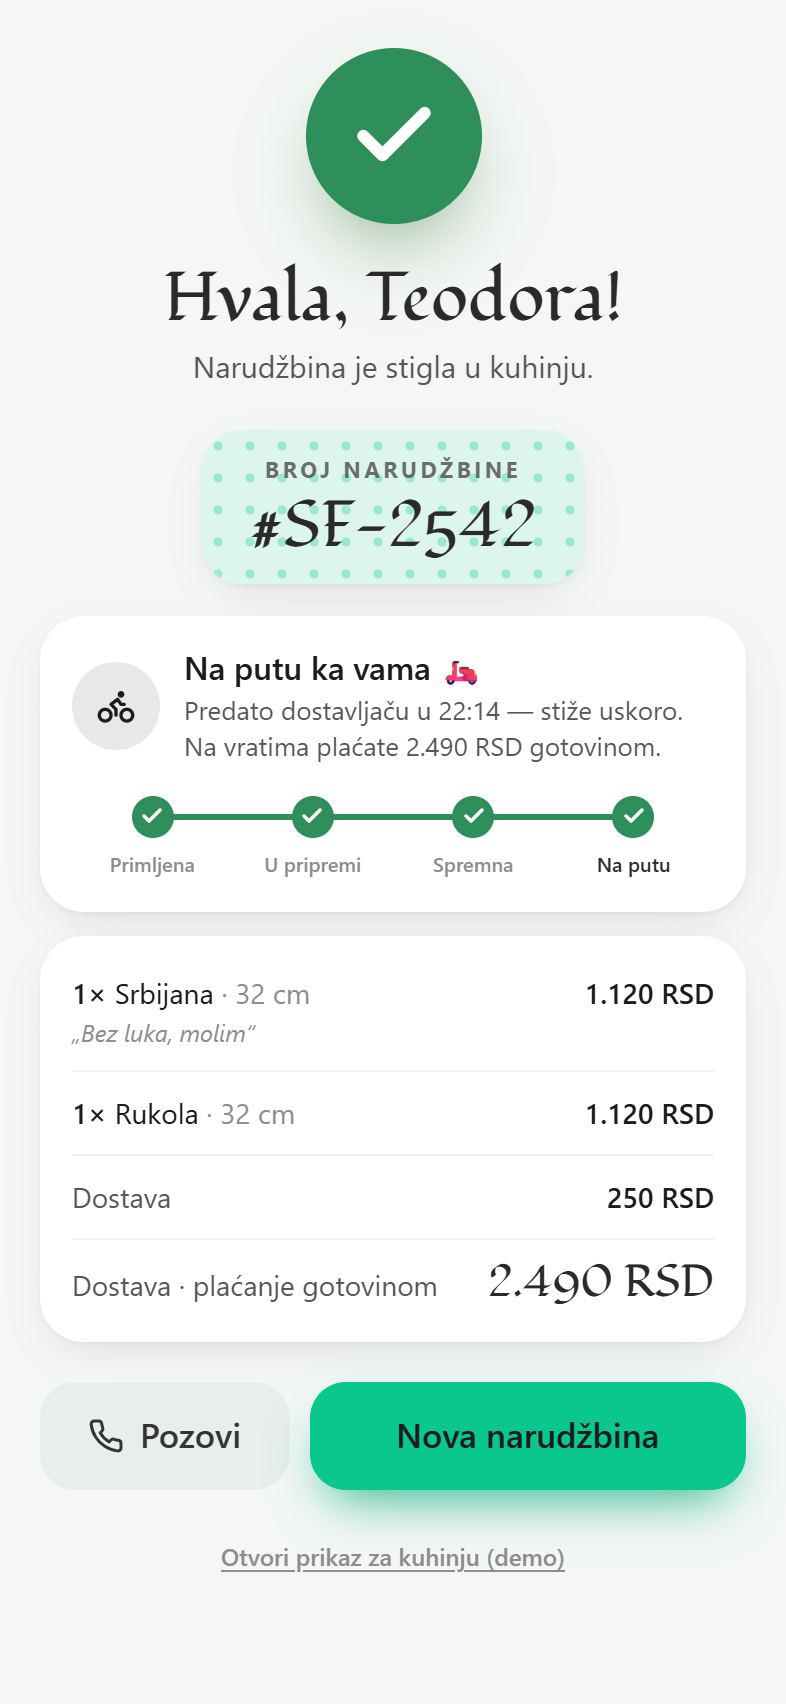 Hvala, Teodora!
Narudžbina je stigla u kuhinju.
BROJ NARUDŽBINE
#SE-2542
Na putu ka vama 🛵
Predato dostavljaču u 22:14 — stiže uskoro.
Na vratima plaćate 2.490 RSD gotovinom.
Primljena U pripremi Spremna Na putu
1× Srbijana · 32 cm 1.120 RSD
„Bez luka, molim“
1× Rukola · 32 cm 1.120 RSD
Dostava 250 RSD
Dostava · plaćanje gotovinom 2.490 RSD
Pozovi Nova narudžbina
Otvori prikaz za kuhinju (demo)